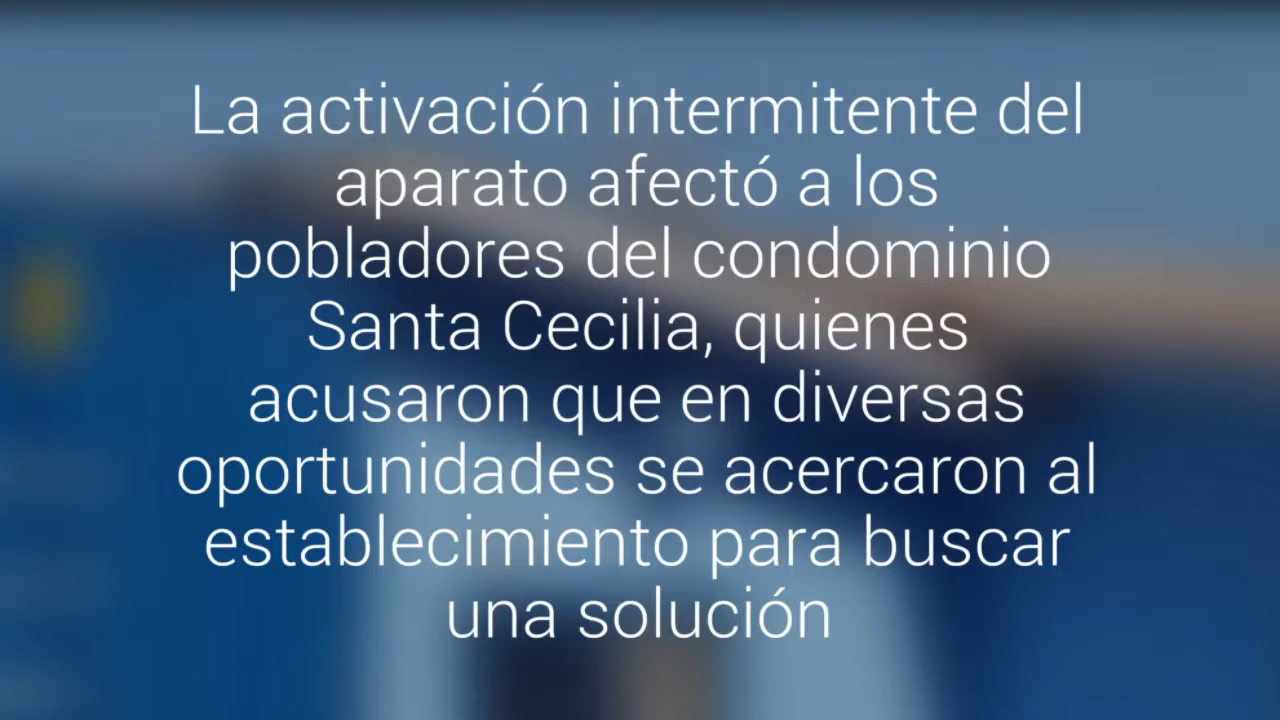 La activación intermitente del
aparato afectó a los
pobladores del condominio
Santa Cecilia, quienes
acusaron que en diversas
oportunidades se acercaron al
establecimiento para buscar
una solución